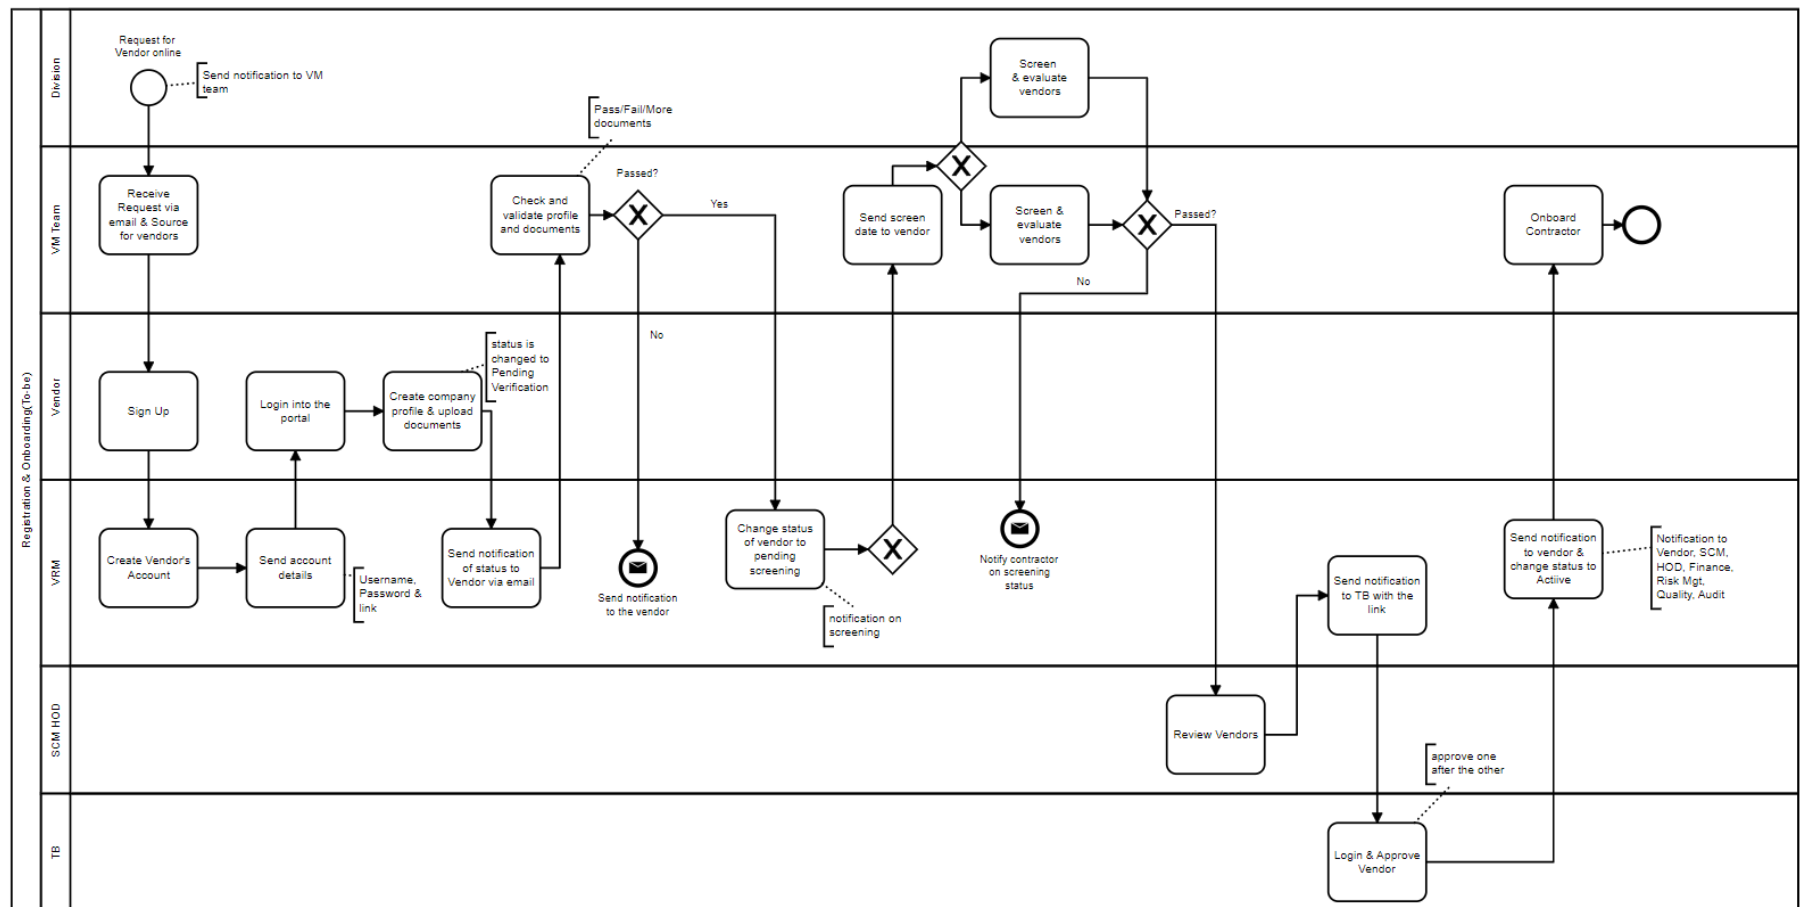 Registration & Onboarding(To-be)
Division
Request for
Vendor online
Send notification to VM
team
Pass/Fail/More
documents
Screen
& evaluate
vendors
VM Team
Receive
Request via
email & Source
for vendors
Check and
validate profile
and documents
Passed?
Yes
No
Send screen
date to vendor
Screen &
evaluate
vendors
Passed?
No
Onboard
Contractor
Vendor
Sign Up
Login into the
portal
Create company
profile & upload
documents
status is
changed to
Pending
Verification
VRM
Create Vendor's
Account
Send account
details
Username,
Password &
link
Send notification
of status to
Vendor via email
Send notification
to the vendor
Change status
of vendor to
pending
screening
notification on
screening
Notify contractor
on screening
status
Send notification
to TB with the
link
Send notification
to vendor &
change status to
Actiive
Notification to
Vendor, SCM,
HOD, Finance,
Risk Mgt,
Quality, Audit
SCM HOD
Review Vendors
approve one
after the other
TB
Login & Approve
Vendor